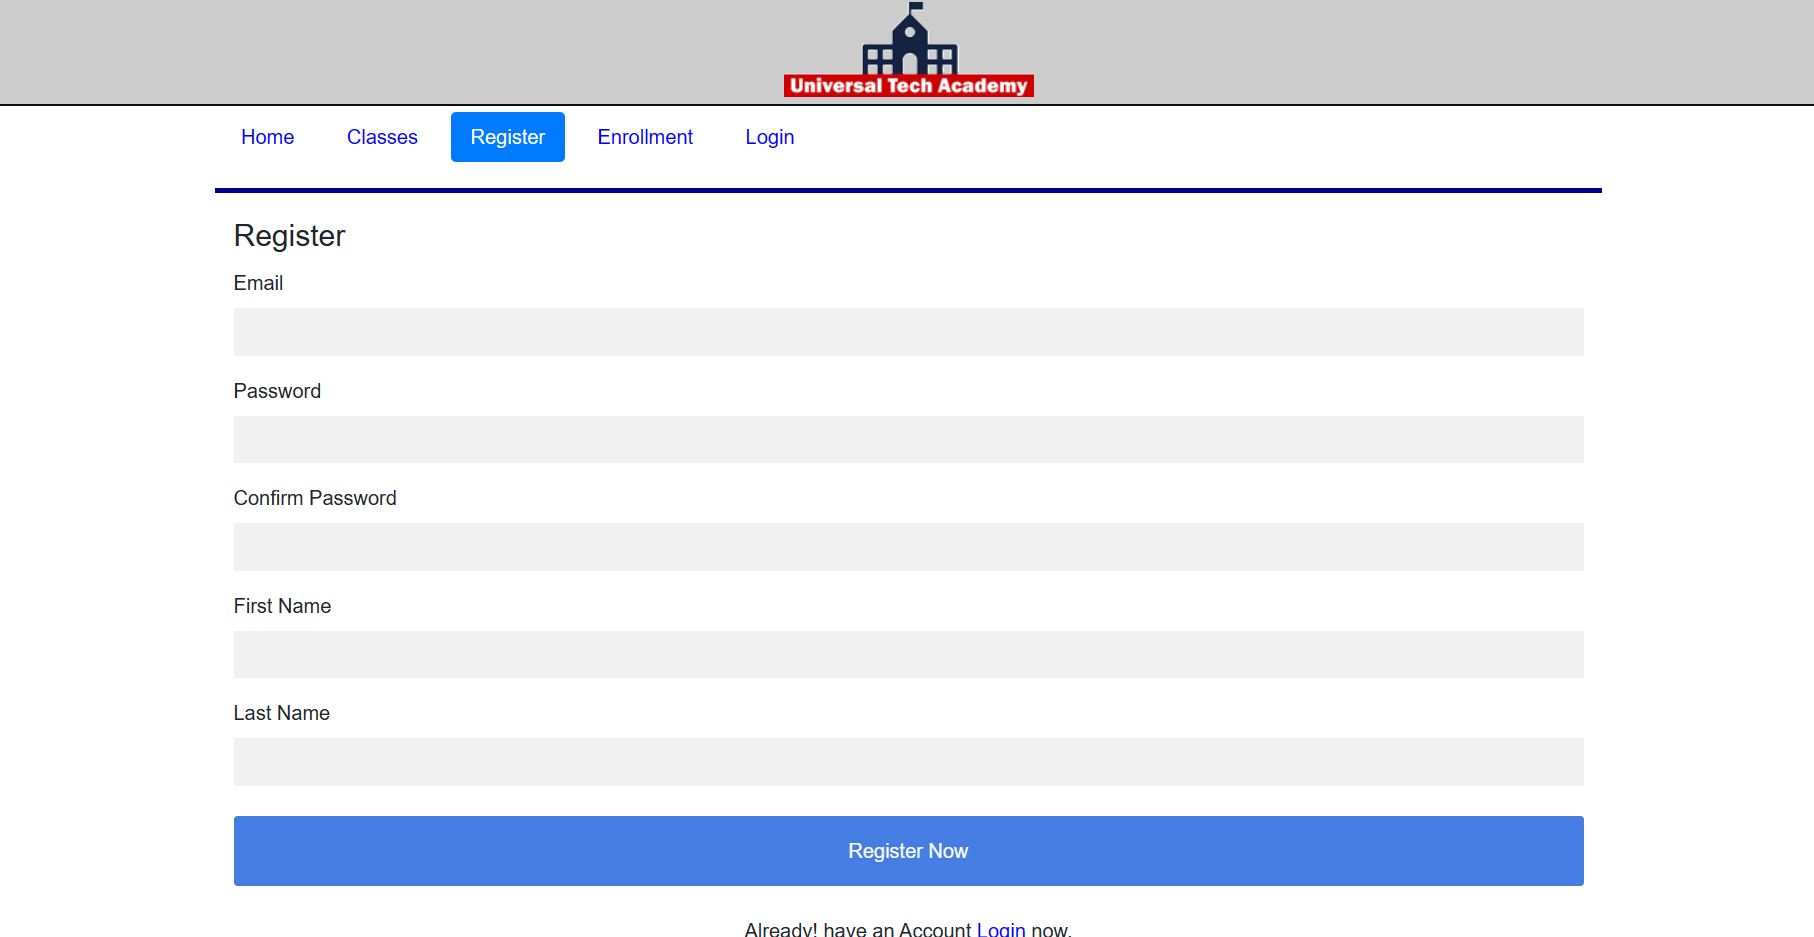 Universal Tech Academy
Home Classes Register Enrollment Login
Register
Email
Password
Confirm Password
First Name
Last Name
Register Now
Already! have an Account Login now.